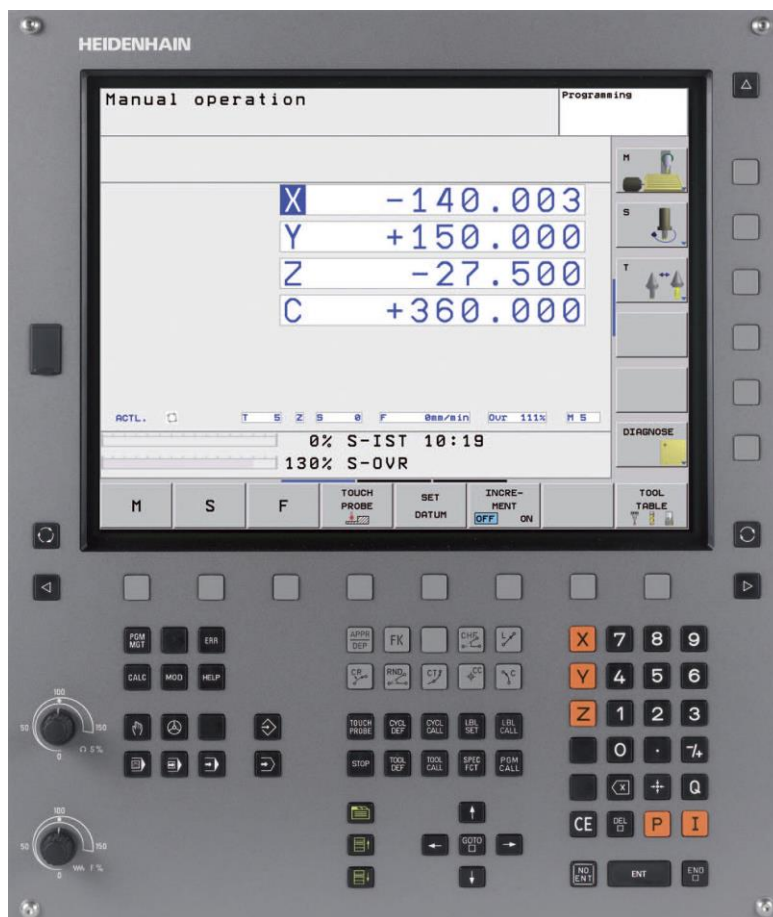 HEIDENHAIN
Manual operation
Programming
M
X -140.003
S
Y +150.000
Z -27.500
T
C +360.000
ACTL. T 5 Z S 0 F 0mm/min Ovr 111% M 5
DIAGNOSE
0% S-IST 10:19
130% S-OVR
M S F TOUCH PROBE SET DATUM INCRE-MENT OFF ON TOOL TABLE
PGM MGT ERR
APPR DEP FK CHF L
X 7 8 9
CALC MOD HELP
CR RND CT CC C
Y 4 5 6
100
50 150
0 S %
TOUCH PROBE CYCL DEF CYCL CALL LBL SET LBL CALL
Z 1 2 3
0 . -/+
STOP TOOL DEF TOOL CALL SPEC FCT PGM CALL
X Q
100
50 150
0 F %
GOTO
CE DEL P I
NO ENT ENT END